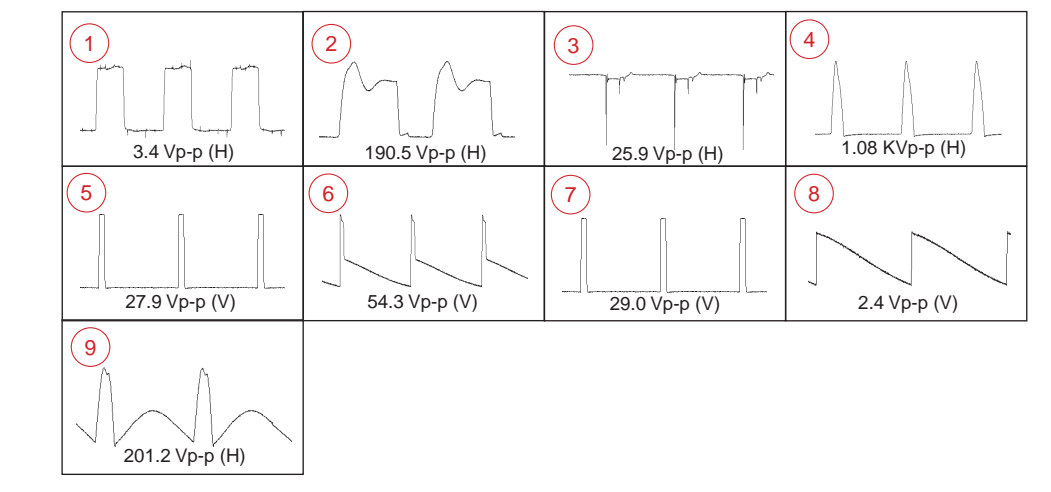 1
3.4 Vp-p (H)
2
190.5 Vp-p (H)
3
25.9 Vp-p (H)
4
1.08 KVp-p (H)
5
27.9 Vp-p (V)
6
54.3 Vp-p (V)
7
29.0 Vp-p (V)
8
2.4 Vp-p (V)
9
201.2 Vp-p (H)